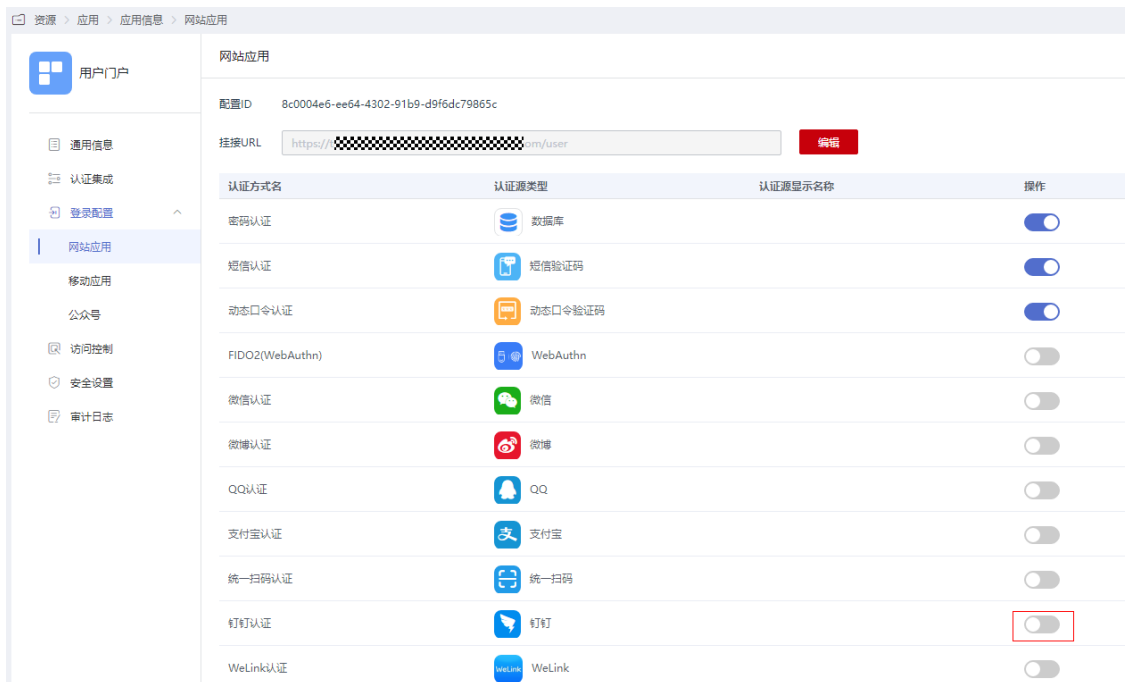 资源 > 应用 > 应用信息 > 网站应用
用户门户
通用信息
认证集成
登录配置
网站应用
移动应用
公众号
访问控制
安全设置
审计日志
网站应用
配置ID 8c0004e6-ee64-4302-91b9-d9f6dc79865c
挂接URL https://t om/user 编辑
认证方式名 认证源类型 认证源显示名称 操作
密码认证 数据库
短信认证 短信验证码
动态口令认证 动态口令验证码
FIDO2(WebAuthn) WebAuthn
微信认证 微信
微博认证 微博
QQ认证 QQ
支付宝认证 支 支付宝
统一扫码认证 统一扫码
钉钉认证 钉钉
WeLink认证 WeLink WeLink